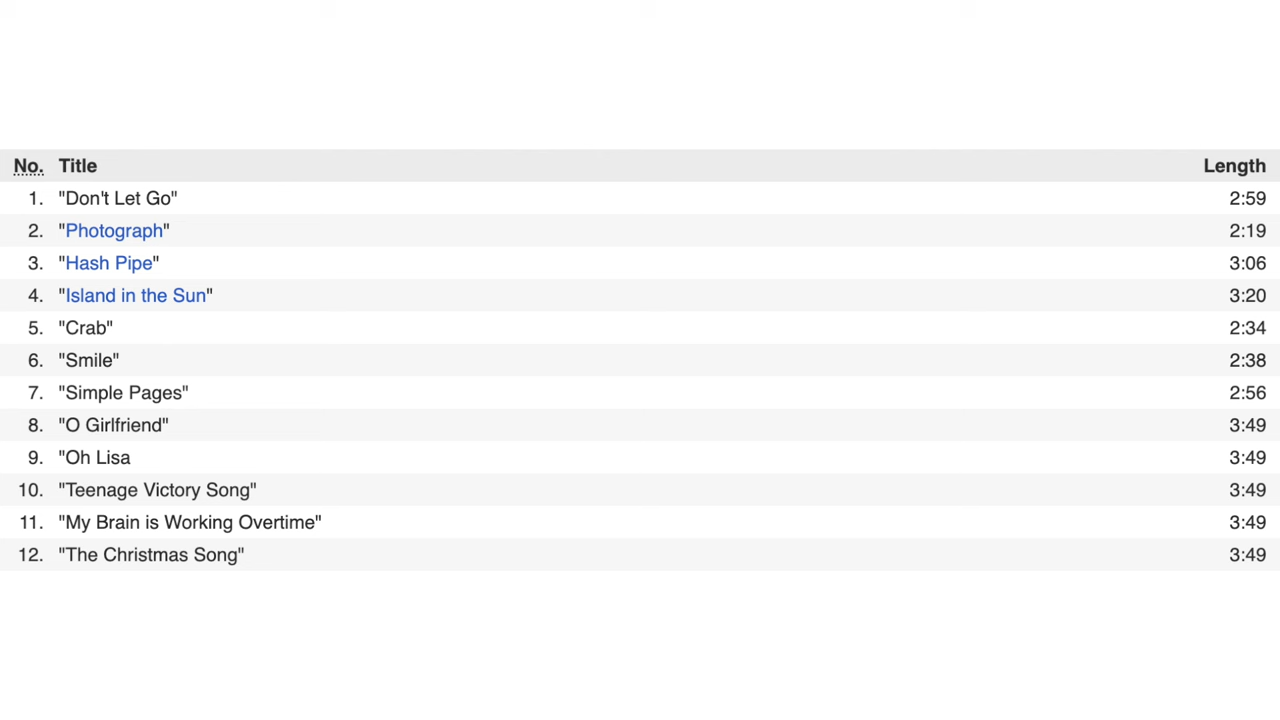 No. Title Length
1. "Don't Let Go" 2:59
2. "Photograph" 2:19
3. "Hash Pipe" 3:06
4. "Island in the Sun" 3:20
5. "Crab" 2:34
6. "Smile" 2:38
7. "Simple Pages" 2:56
8. "O Girlfriend" 3:49
9. "Oh Lisa 3:49
10. "Teenage Victory Song" 3:49
11. "My Brain is Working Overtime" 3:49
12. "The Christmas Song" 3:49